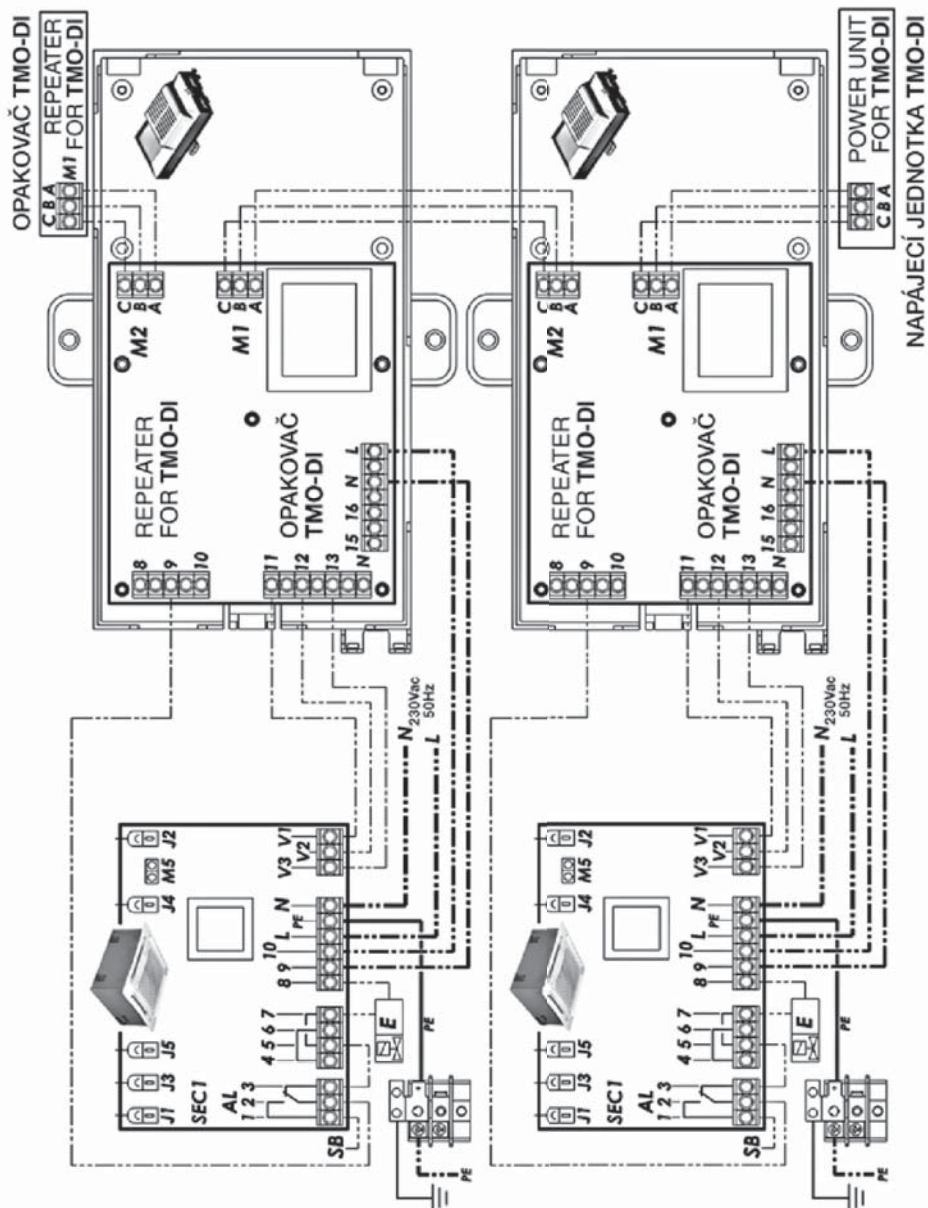 OPAKOVAČ TMO-DI
REPEATER
FOR TMO-DI
C B A
M1
C
B
A
M2
C
B
A
M1
REPEATER
FOR TMO-DI
OPAKOVAČ
TMO-DI
8
9
10
11
12
13
N
15
16
N
L
N
230Vac
50Hz
L
J1
J3
J5
J4
M5
J2
SEC1
AL
1 2 3
SB
4 5 6 7
8 9 10 L PE N
V3 V2 V1
E
PE
C
B
A
M2
C
B
A
M1
REPEATER
FOR TMO-DI
OPAKOVAČ
TMO-DI
8
9
10
11
12
13
N
15
16
N
L
N
230Vac
50Hz
L
J1
J3
J5
J4
M5
J2
SEC1
AL
1 2 3
SB
4 5 6 7
8 9 10 L PE N
V3 V2 V1
E
PE
PE
C B A
POWER UNIT
FOR TMO-DI
NAPÁJECÍ JEDNOTKA TMO-DI